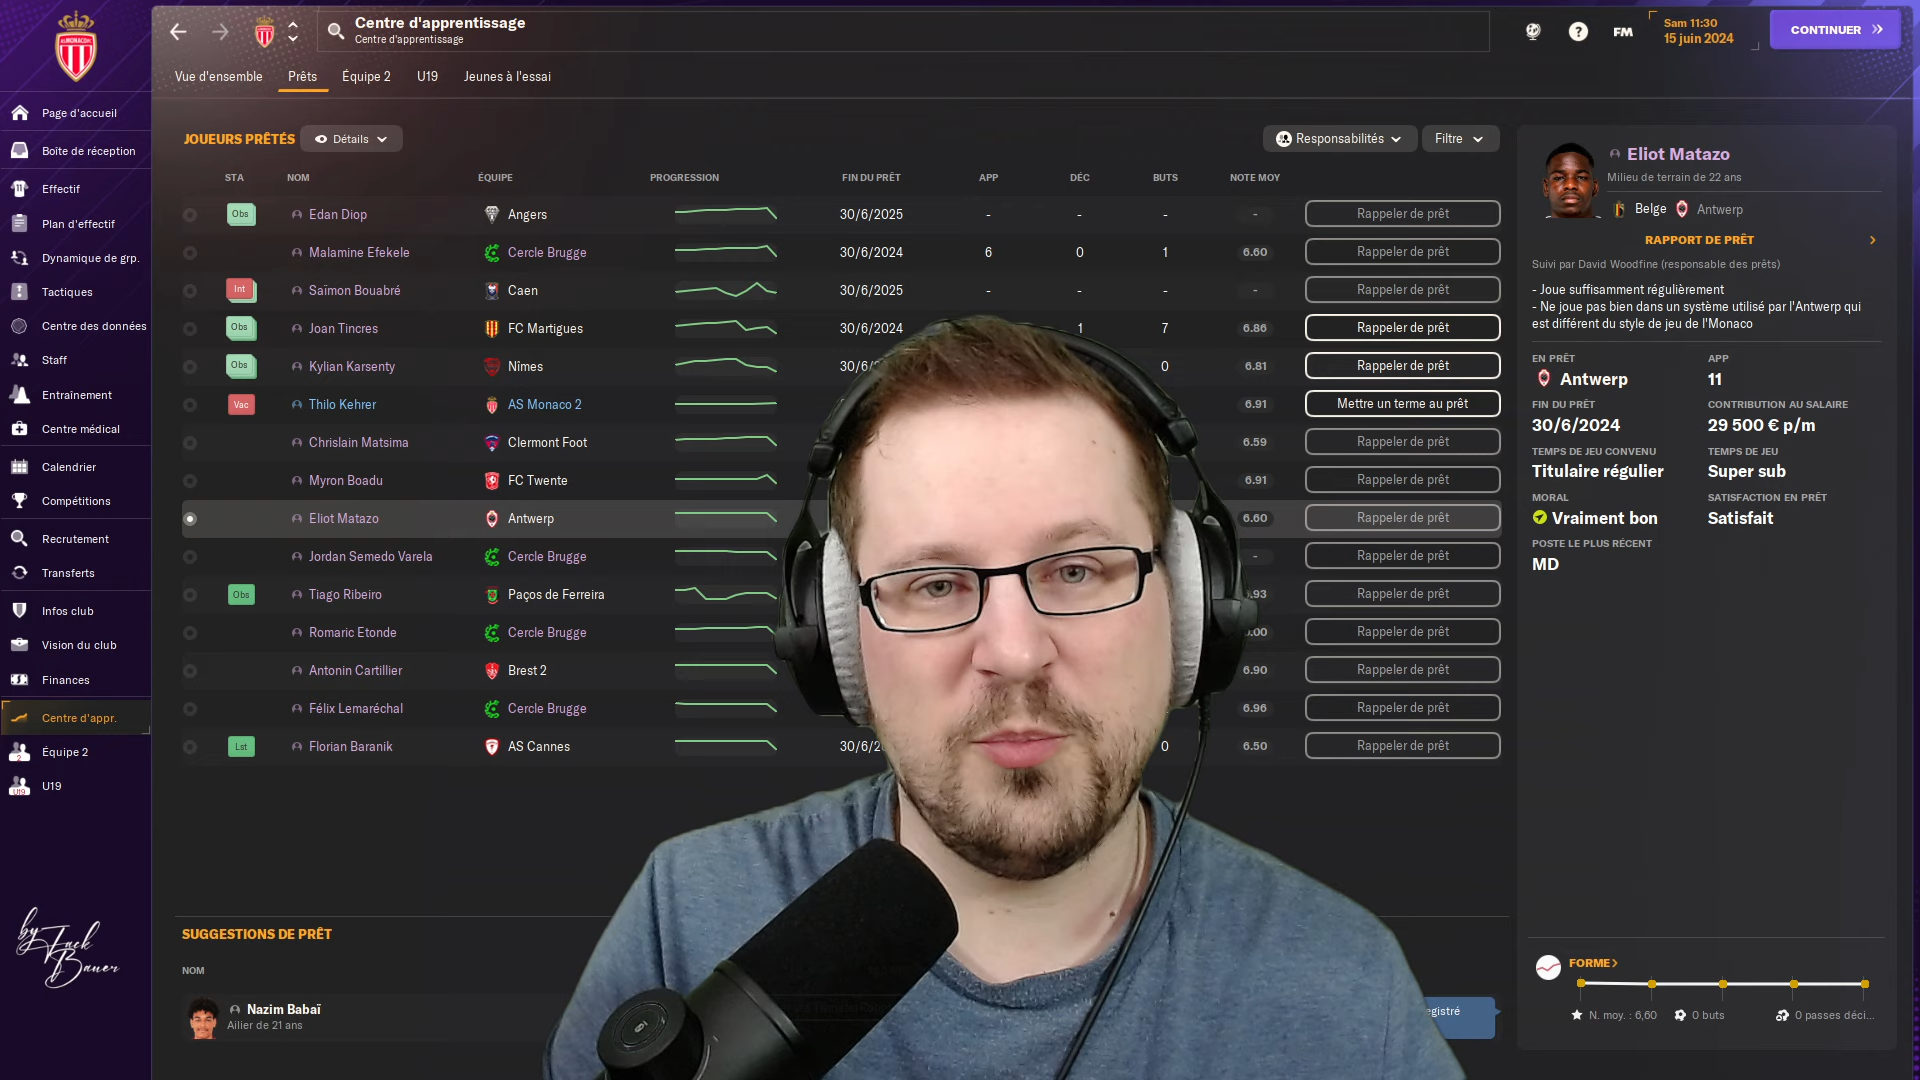 Centre d'apprentissage
Centre d'apprentissage
Sam 11:30
15 juin 2024
CONTINUER
FM
Vue d'ensemble
Prêts
Équipe 2
U19
Jeunes à l'essai
Page d'accueil
Boîte de réception
Effectif
Plan d'effectif
Dynamique de grp.
Tactiques
Centre des données
Staff
Entraînement
Centre médical
Calendrier
Compétitions
Recrutement
Transferts
Infos club
Vision du club
Finances
Centre d'appr.
Équipe 2
U19
by Jack Bauer
JOUEURS PRÊTÉS
Détails
Responsabilités
Filtre
STA NOM ÉQUIPE PROGRESSION FIN DU PRÊT APP DÉC BUTS NOTE MOY
Obs Edan Diop Angers 30/6/2025 - - - - Rappeler de prêt
Malamine Efekele Cercle Brugge 30/6/2024 6 0 1 6.60 Rappeler de prêt
Int Saïmon Bouabré Caen 30/6/2025 - - - - Rappeler de prêt
Obs Joan Tincres FC Martigues 30/6/2024 1 7 6.86 Rappeler de prêt
Obs Kylian Karsenty Nîmes 30/6/ 0 6.81 Rappeler de prêt
Vac Thilo Kehrer AS Monaco 2 6.91 Mettre un terme au prêt
Chrislain Matsima Clermont Foot 6.59 Rappeler de prêt
Myron Boadu FC Twente 6.91 Rappeler de prêt
Eliot Matazo Antwerp 6.60 Rappeler de prêt
Jordan Semedo Varela Cercle Brugge - Rappeler de prêt
Obs Tiago Ribeiro Paços de Ferreira .93 Rappeler de prêt
Romaric Etonde Cercle Brugge .00 Rappeler de prêt
Antonin Cartillier Brest 2 6.90 Rappeler de prêt
Félix Lemaréchal Cercle Brugge 6.96 Rappeler de prêt
Lst Florian Baranik AS Cannes 30/6/2 0 6.50 Rappeler de prêt
SUGGESTIONS DE PRÊT
NOM
Nazim Babaï
Ailier de 21 ans
egistré
Eliot Matazo
Milieu de terrain de 22 ans
Belge Antwerp
RAPPORT DE PRÊT
Suivi par David Woodfine (responsable des prêts)
- Joue suffisamment régulièrement
- Ne joue pas bien dans un système utilisé par l'Antwerp qui
est différent du style de jeu de l'Monaco
EN PRÊT APP
Antwerp 11
FIN DU PRÊT CONTRIBUTION AU SALAIRE
30/6/2024 29 500 € p/m
TEMPS DE JEU CONVENU TEMPS DE JEU
Titulaire régulier Super sub
MORAL SATISFACTION EN PRÊT
Vraiment bon Satisfait
POSTE LE PLUS RÉCENT
MD
FORME
N. moy. : 6,60 0 buts 0 passes déci...